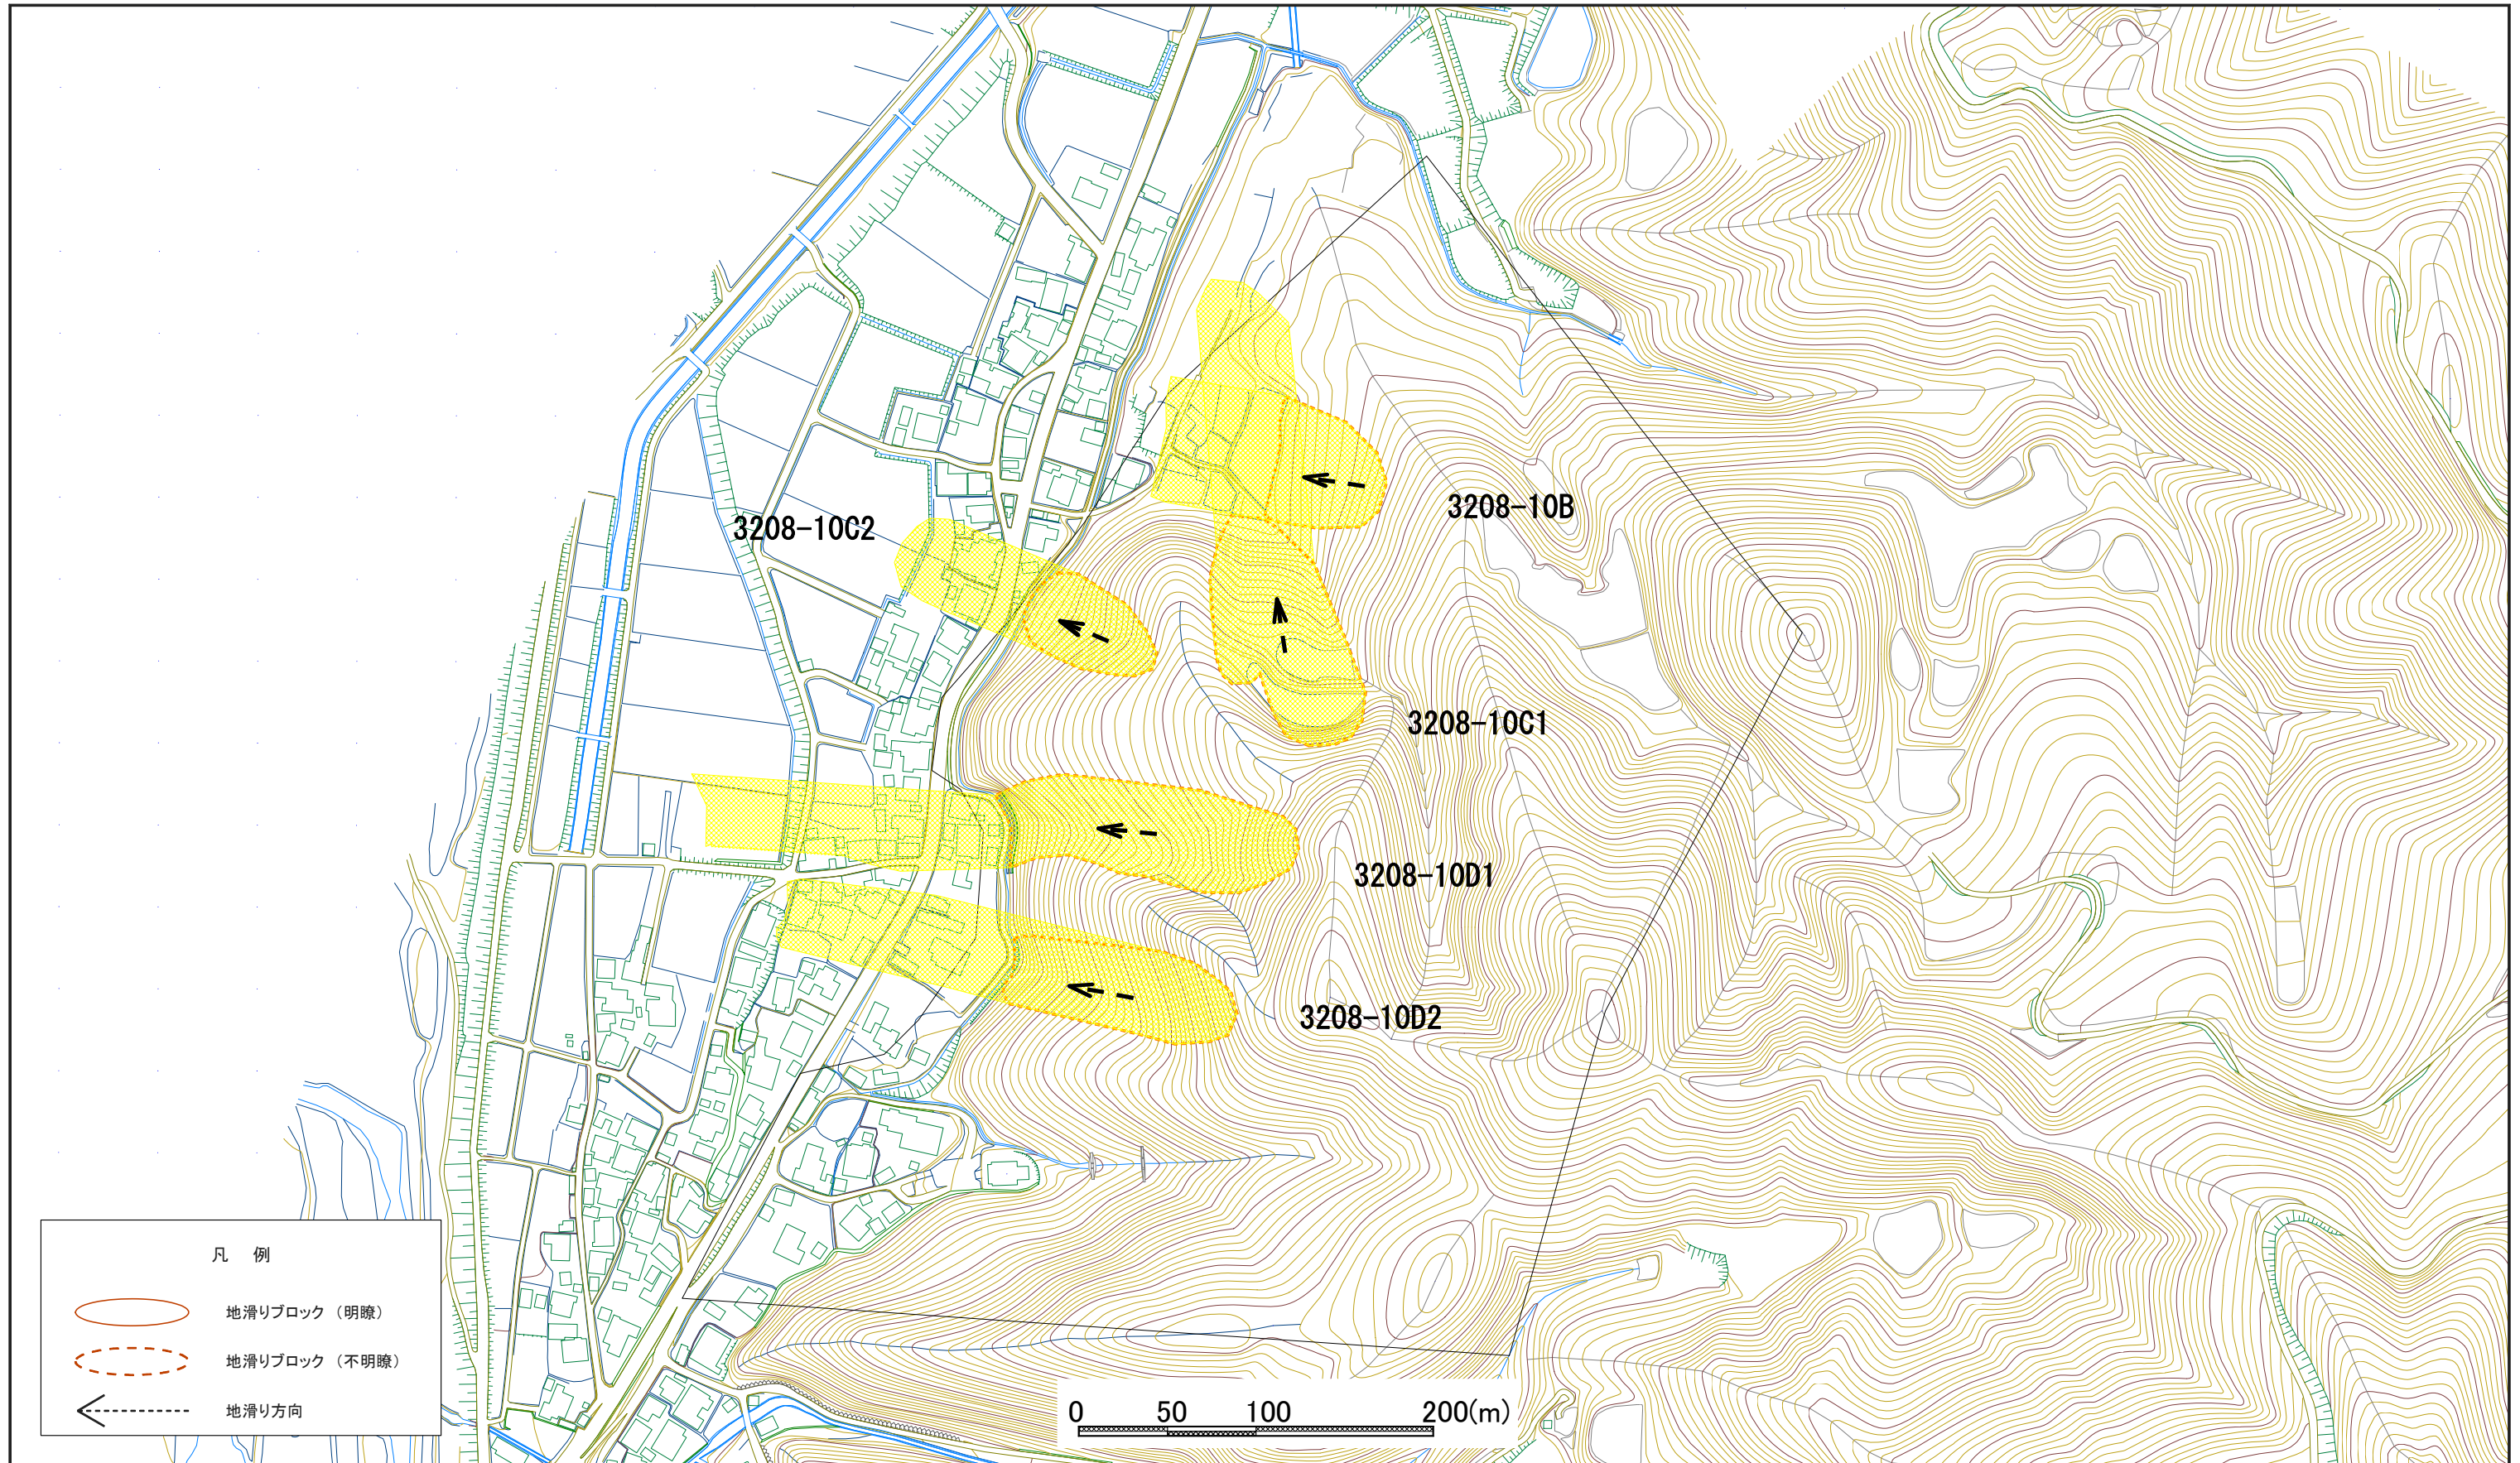 3208-10B
3208-10C2
3208-10C1
3208-10D1
3208-10D2
凡 例
地滑りブロック （明瞭）
地滑りブロック （不明瞭）
地滑り方向
0 50 100 200(m)